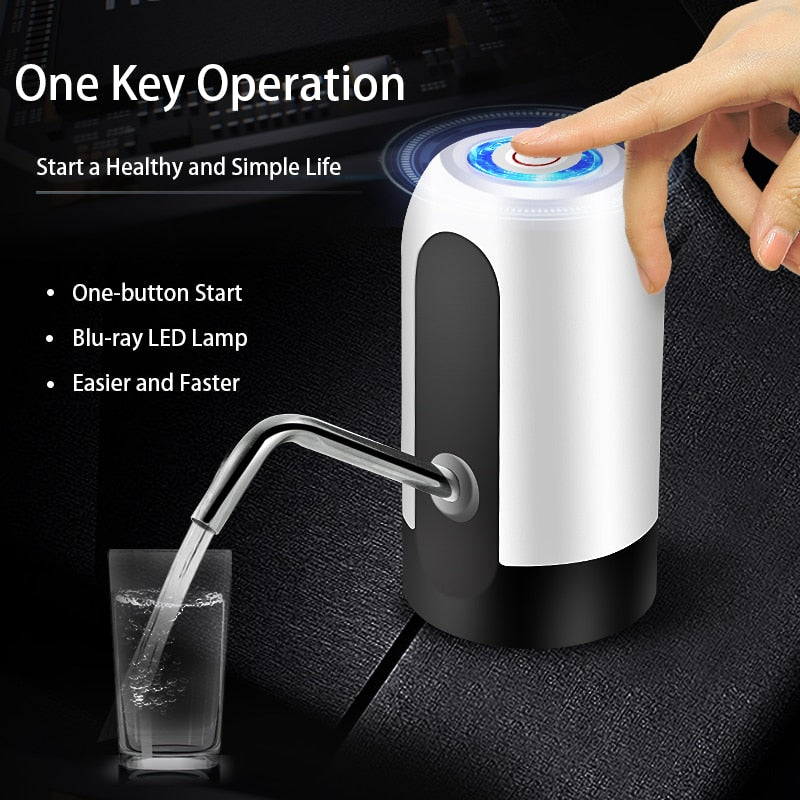 One Key Operation
Start a Healthy and Simple Life
• One-button Start
• Blu-ray LED Lamp
• Easier and Faster